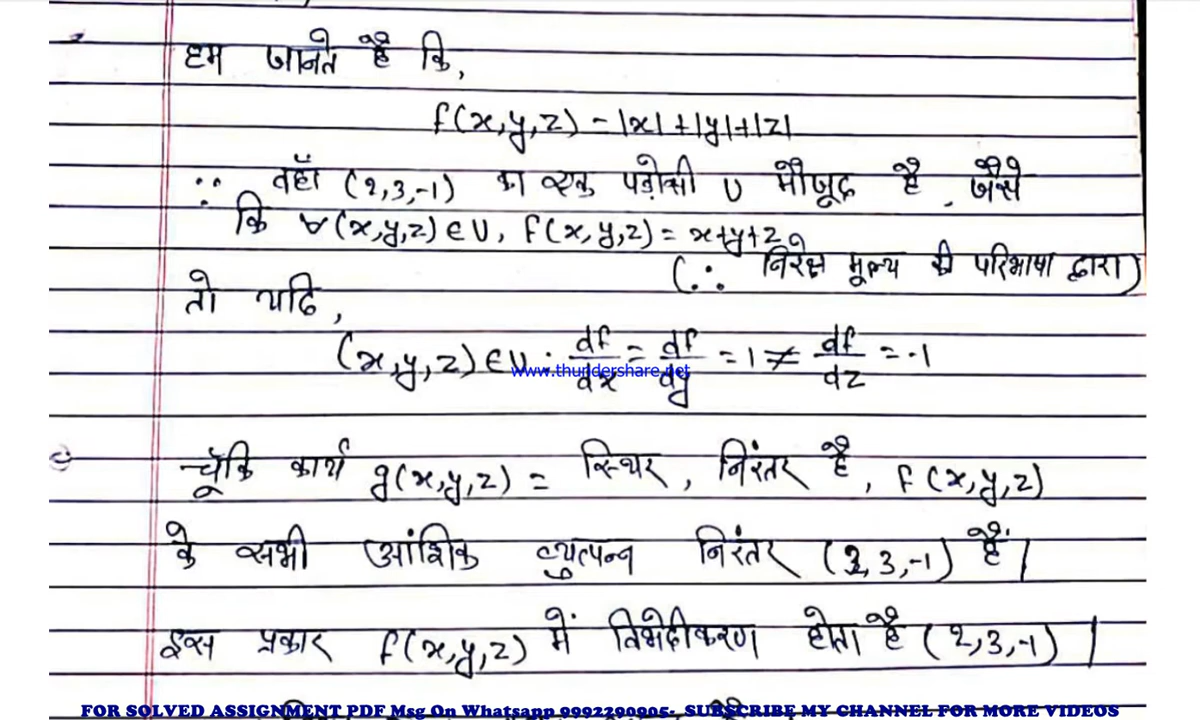 हम जानते है कि,
f(x,y,z) - |x|+|y|+|z|
∵ वहाँ (2,3,-1) का एक पड़ोसी U मौजूद है, जैसे
कि ∀(x,y,z)∈U, f(x,y,z) = x+y+z
(∵ निरेक्ष मूल्य की परिभाषा द्वारा)
तो यदि,
(x,y,z)∈U· df/dx = df/dy = 1 ≠ df/dz = -1
www.thundershare.net
चूँकि कार्य g(x,y,z) = स्थिर, निरंतर है, f(x,y,z)
के सभी आंशिक व्युत्पन्न निरंतर (2,3,-1) हैं|
इस प्रकार f(x,y,z) में विभेदीकरण होता है (2,3,-1) |
FOR SOLVED ASSIGNMENT PDF Msg On Whatsapp 9992290905-, SUBSCRIBE MY CHANNEL FOR MORE VIDEOS